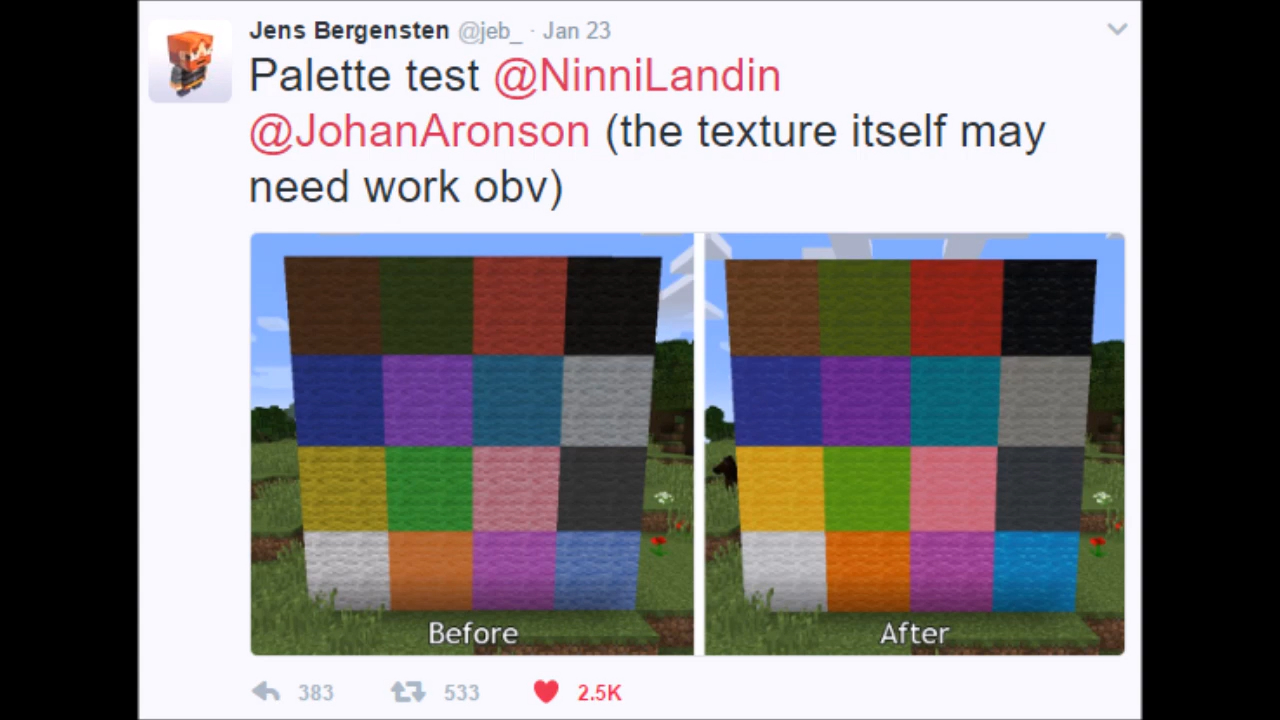 Jens Bergensten @jeb_ · Jan 23
Palette test @NinniLandin
@JohanAronson (the texture itself may
need work obv)
Before
After
383
533
2.5K